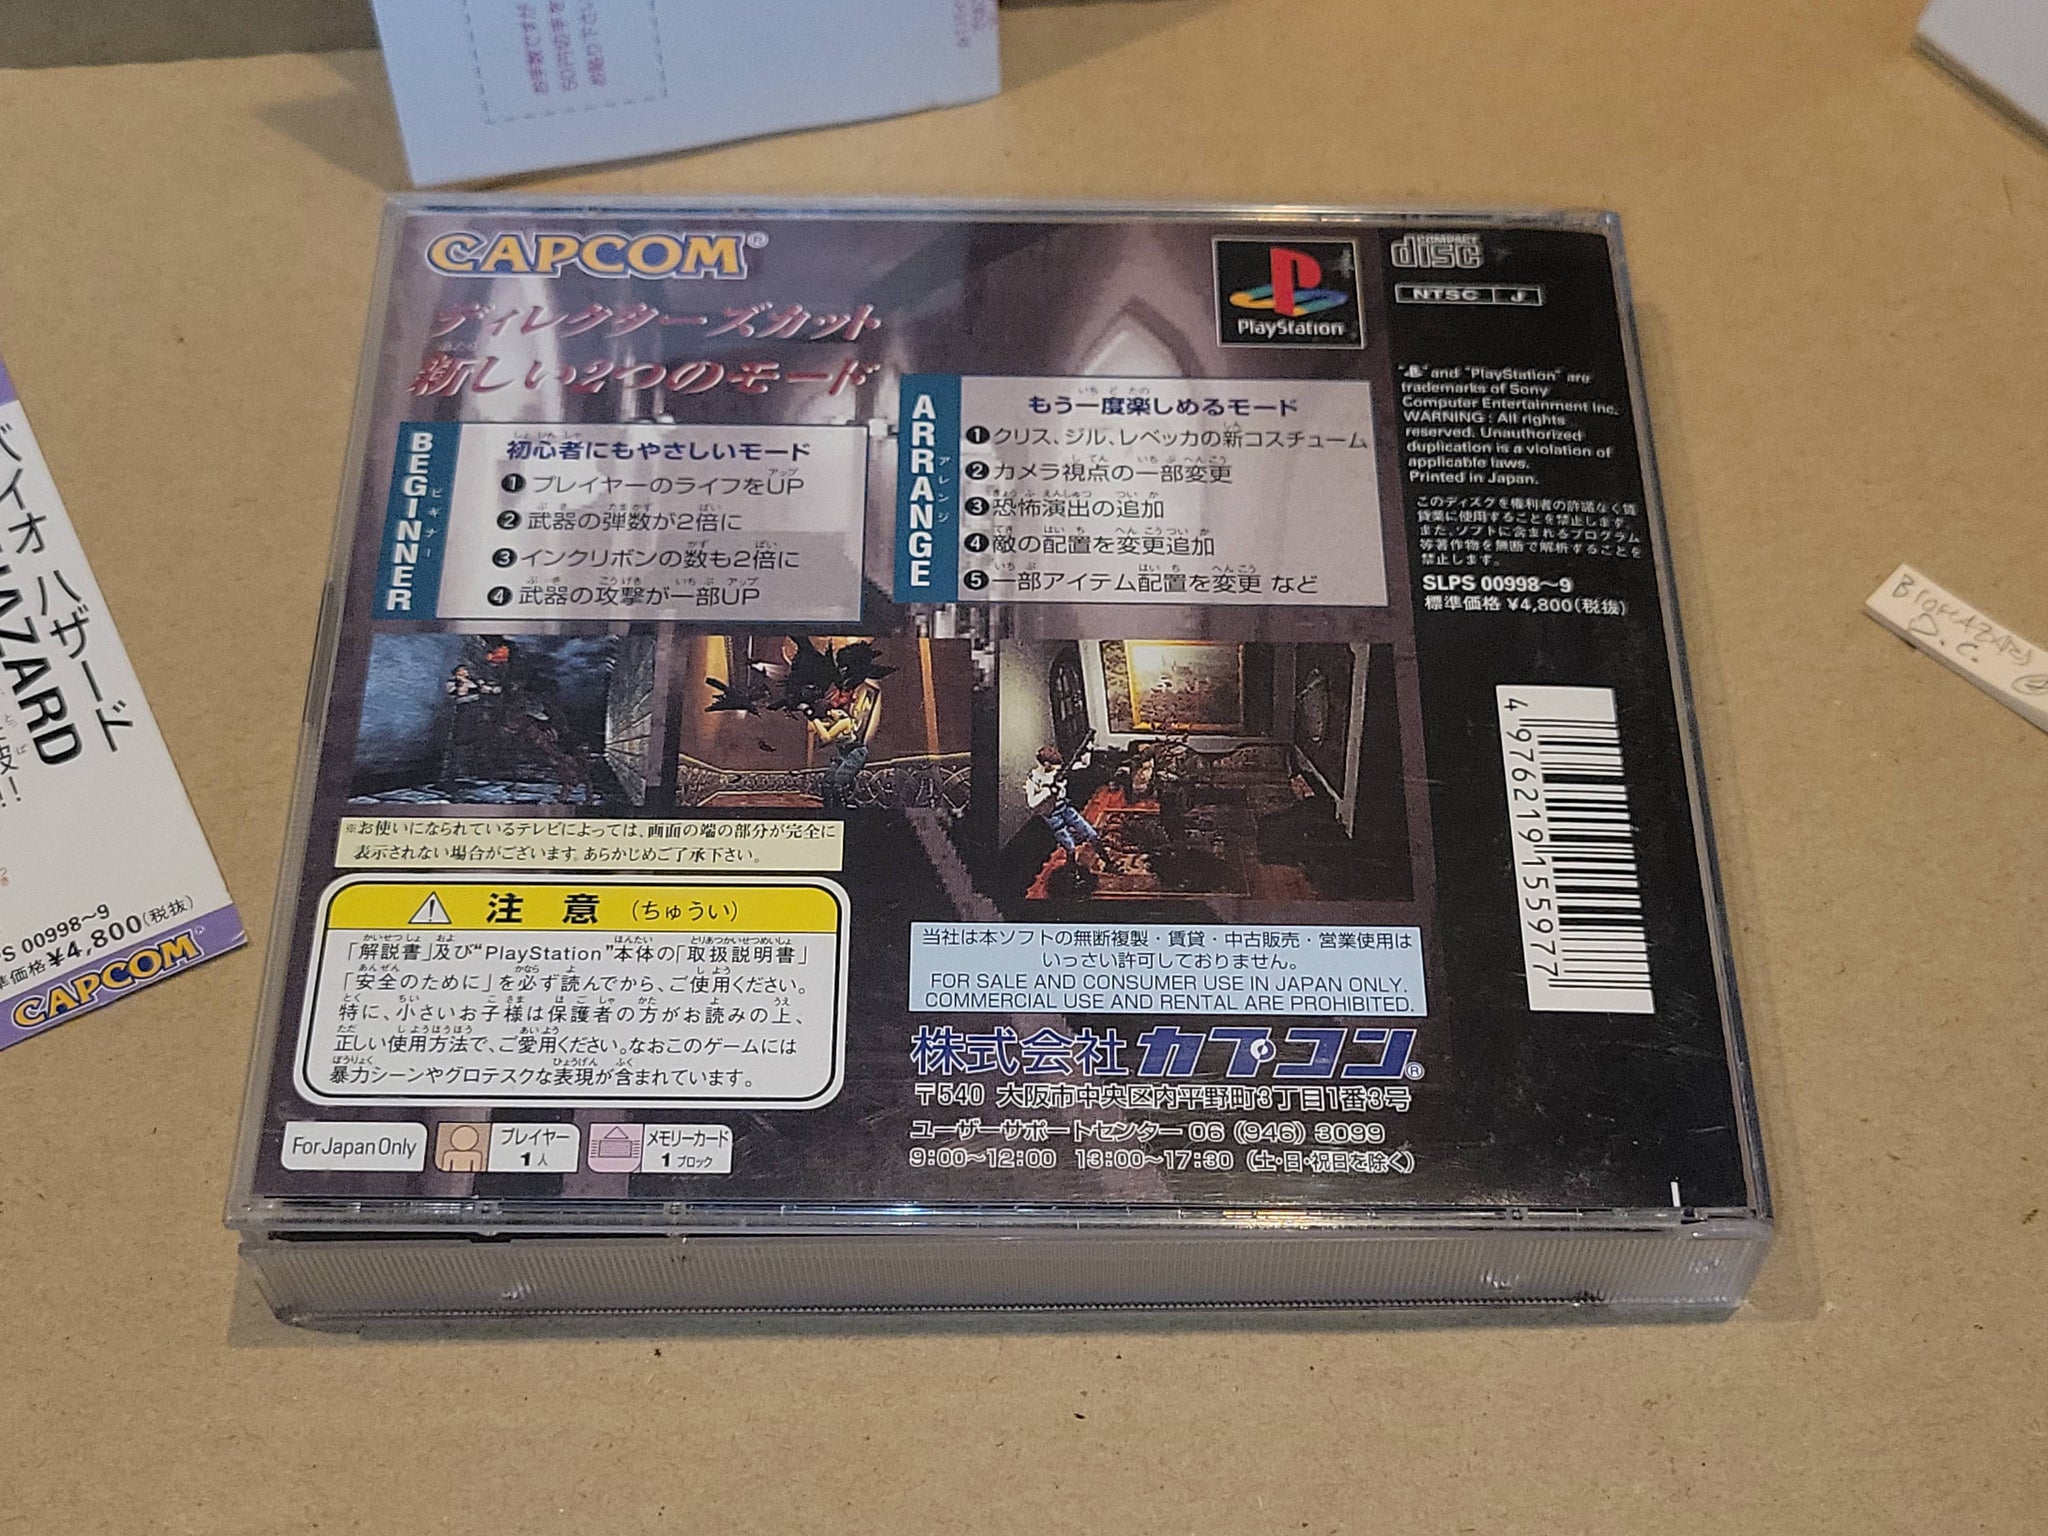 お手数ですが
50円切手を
お貼り下さい
CAPCOM®
ディレクターズカット
新しい2つのモード
BEGINNER
ビギナー
初心者にもやさしいモード
❶プレイヤーのライフをUP
❷武器の弾数が2倍に
❸インクリボンの数も2倍に
❹武器の攻撃が一部UP
ARRANGE
アレンジ
もう一度楽しめるモード
❶クリス、ジル、レベッカの新コスチューム
❷カメラ視点の一部変更
❸恐怖演出の追加
❹敵の配置を変更追加
❺一部アイテム配置を変更 など
PlayStation
COMPACT
disc
NTSC J
"PS" and "PlayStation" are
trademarks of Sony
Computer Entertainment Inc.
WARNING : All rights
reserved. Unauthorized
duplication is a violation of
applicable laws.
Printed in Japan.
このディスクを権利者の許諾なく賃
貸業に使用することを禁止します。
また、ソフトに含まれるプログラム
等著作物を無断で解析することを
禁止します。
SLPS 00998〜9
標準価格 ¥4,800(税抜)
4 976219 155977
※お使いになられているテレビによっては、画面の端の部分が完全に
表示されない場合がございます。あらかじめご了承下さい。
注意(ちゅうい)
「解説書」及び"PlayStation"本体の「取扱説明書」
「安全のために」を必ず読んでから、ご使用ください。
特に、小さいお子様は保護者の方がお読みの上、
正しい使用方法で、ご愛用ください。なおこのゲームには
暴力シーンやグロテスクな表現が含まれています。
For Japan Only
プレイヤー
1人
メモリーカード
1ブロック
当社は本ソフトの無断複製・賃貸・中古販売・営業使用は
いっさい許可しておりません。
FOR SALE AND CONSUMER USE IN JAPAN ONLY.
COMMERCIAL USE AND RENTAL ARE PROHIBITED.
株式会社カプコン®
〒540 大阪市中央区内平野町3丁目1番3号
ユーザーサポートセンター 06 (946) 3099
9:00〜12:00 13:00〜17:30 (土・日・祝日を除く)
バイオ ハザード
HAZARD
PS 00998〜9
準価格¥4,800(税抜)
CAPCOM
BIOHAZARD
D.C.